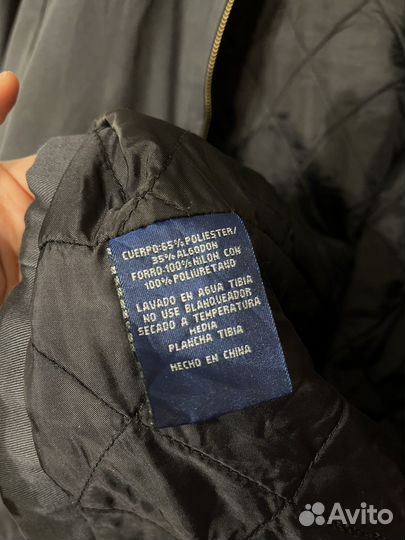 CUERPO:65% POLIESTER/
35% ALGODON
FORRO:100% NILON CON
100% POLIURETANO
LAVADO EN AGUA TIBIA
NO USE BLANQUEADOR
SECADO A TEMPERATURA
MEDIA
PLANCHA TIBIA
HECHO EN CHINA
Avito